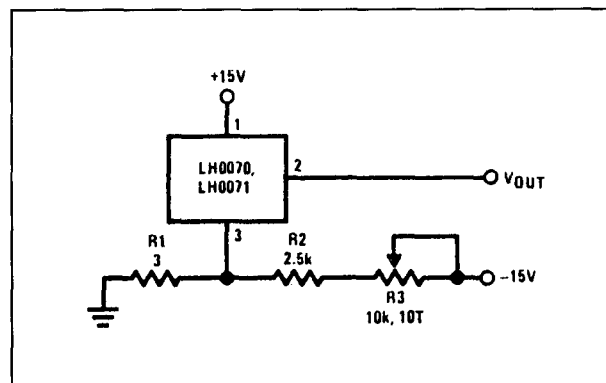 +15V
1
LH0070,
LH0071
2
VOUT
3
R1
3
R2
2.5k
-15V
R3
10k, 10T